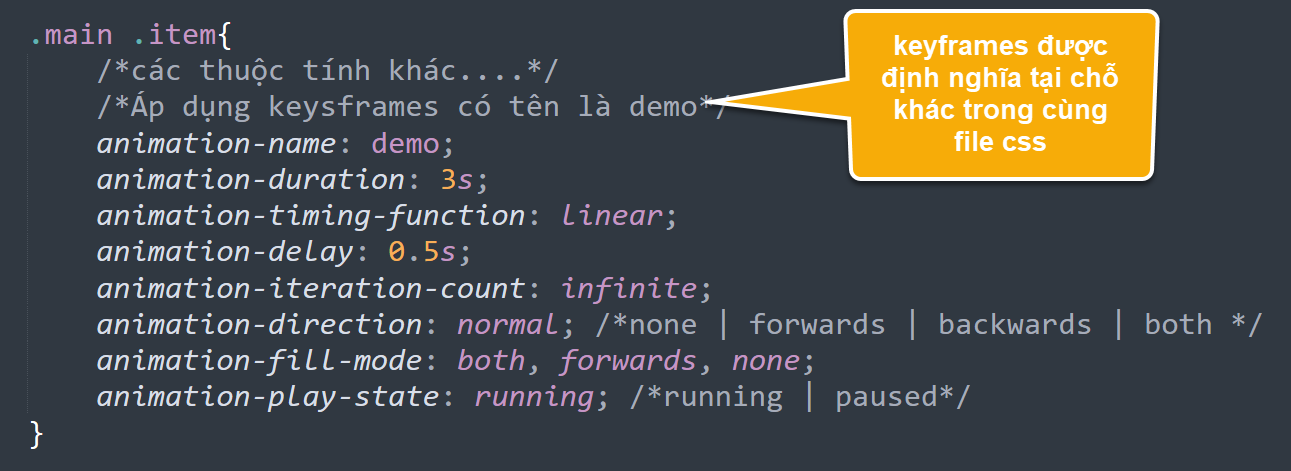 .main .item{
/*các thuộc tính khác....*/
/*Áp dụng keysframes có tên là demo*/
animation-name: demo;
animation-duration: 3s;
animation-timing-function: linear;
animation-delay: 0.5s;
animation-iteration-count: infinite;
animation-direction: normal; /*none | forwards | backwards | both */
animation-fill-mode: both, forwards, none;
animation-play-state: running; /*running | paused*/
}
keyframes được
định nghĩa tại chỗ
khác trong cùng
file css